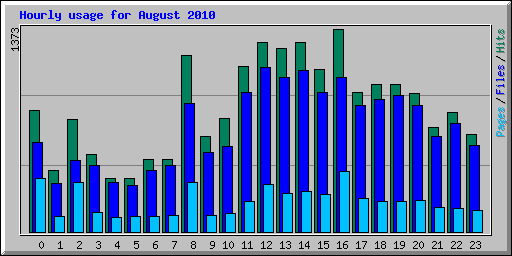 Hourly usage for August 2010
1373
Pages/Files/Hits
0 1 2 3 4 5 6 7 8 9 10 11 12 13 14 15 16 17 18 19 20 21 22 23